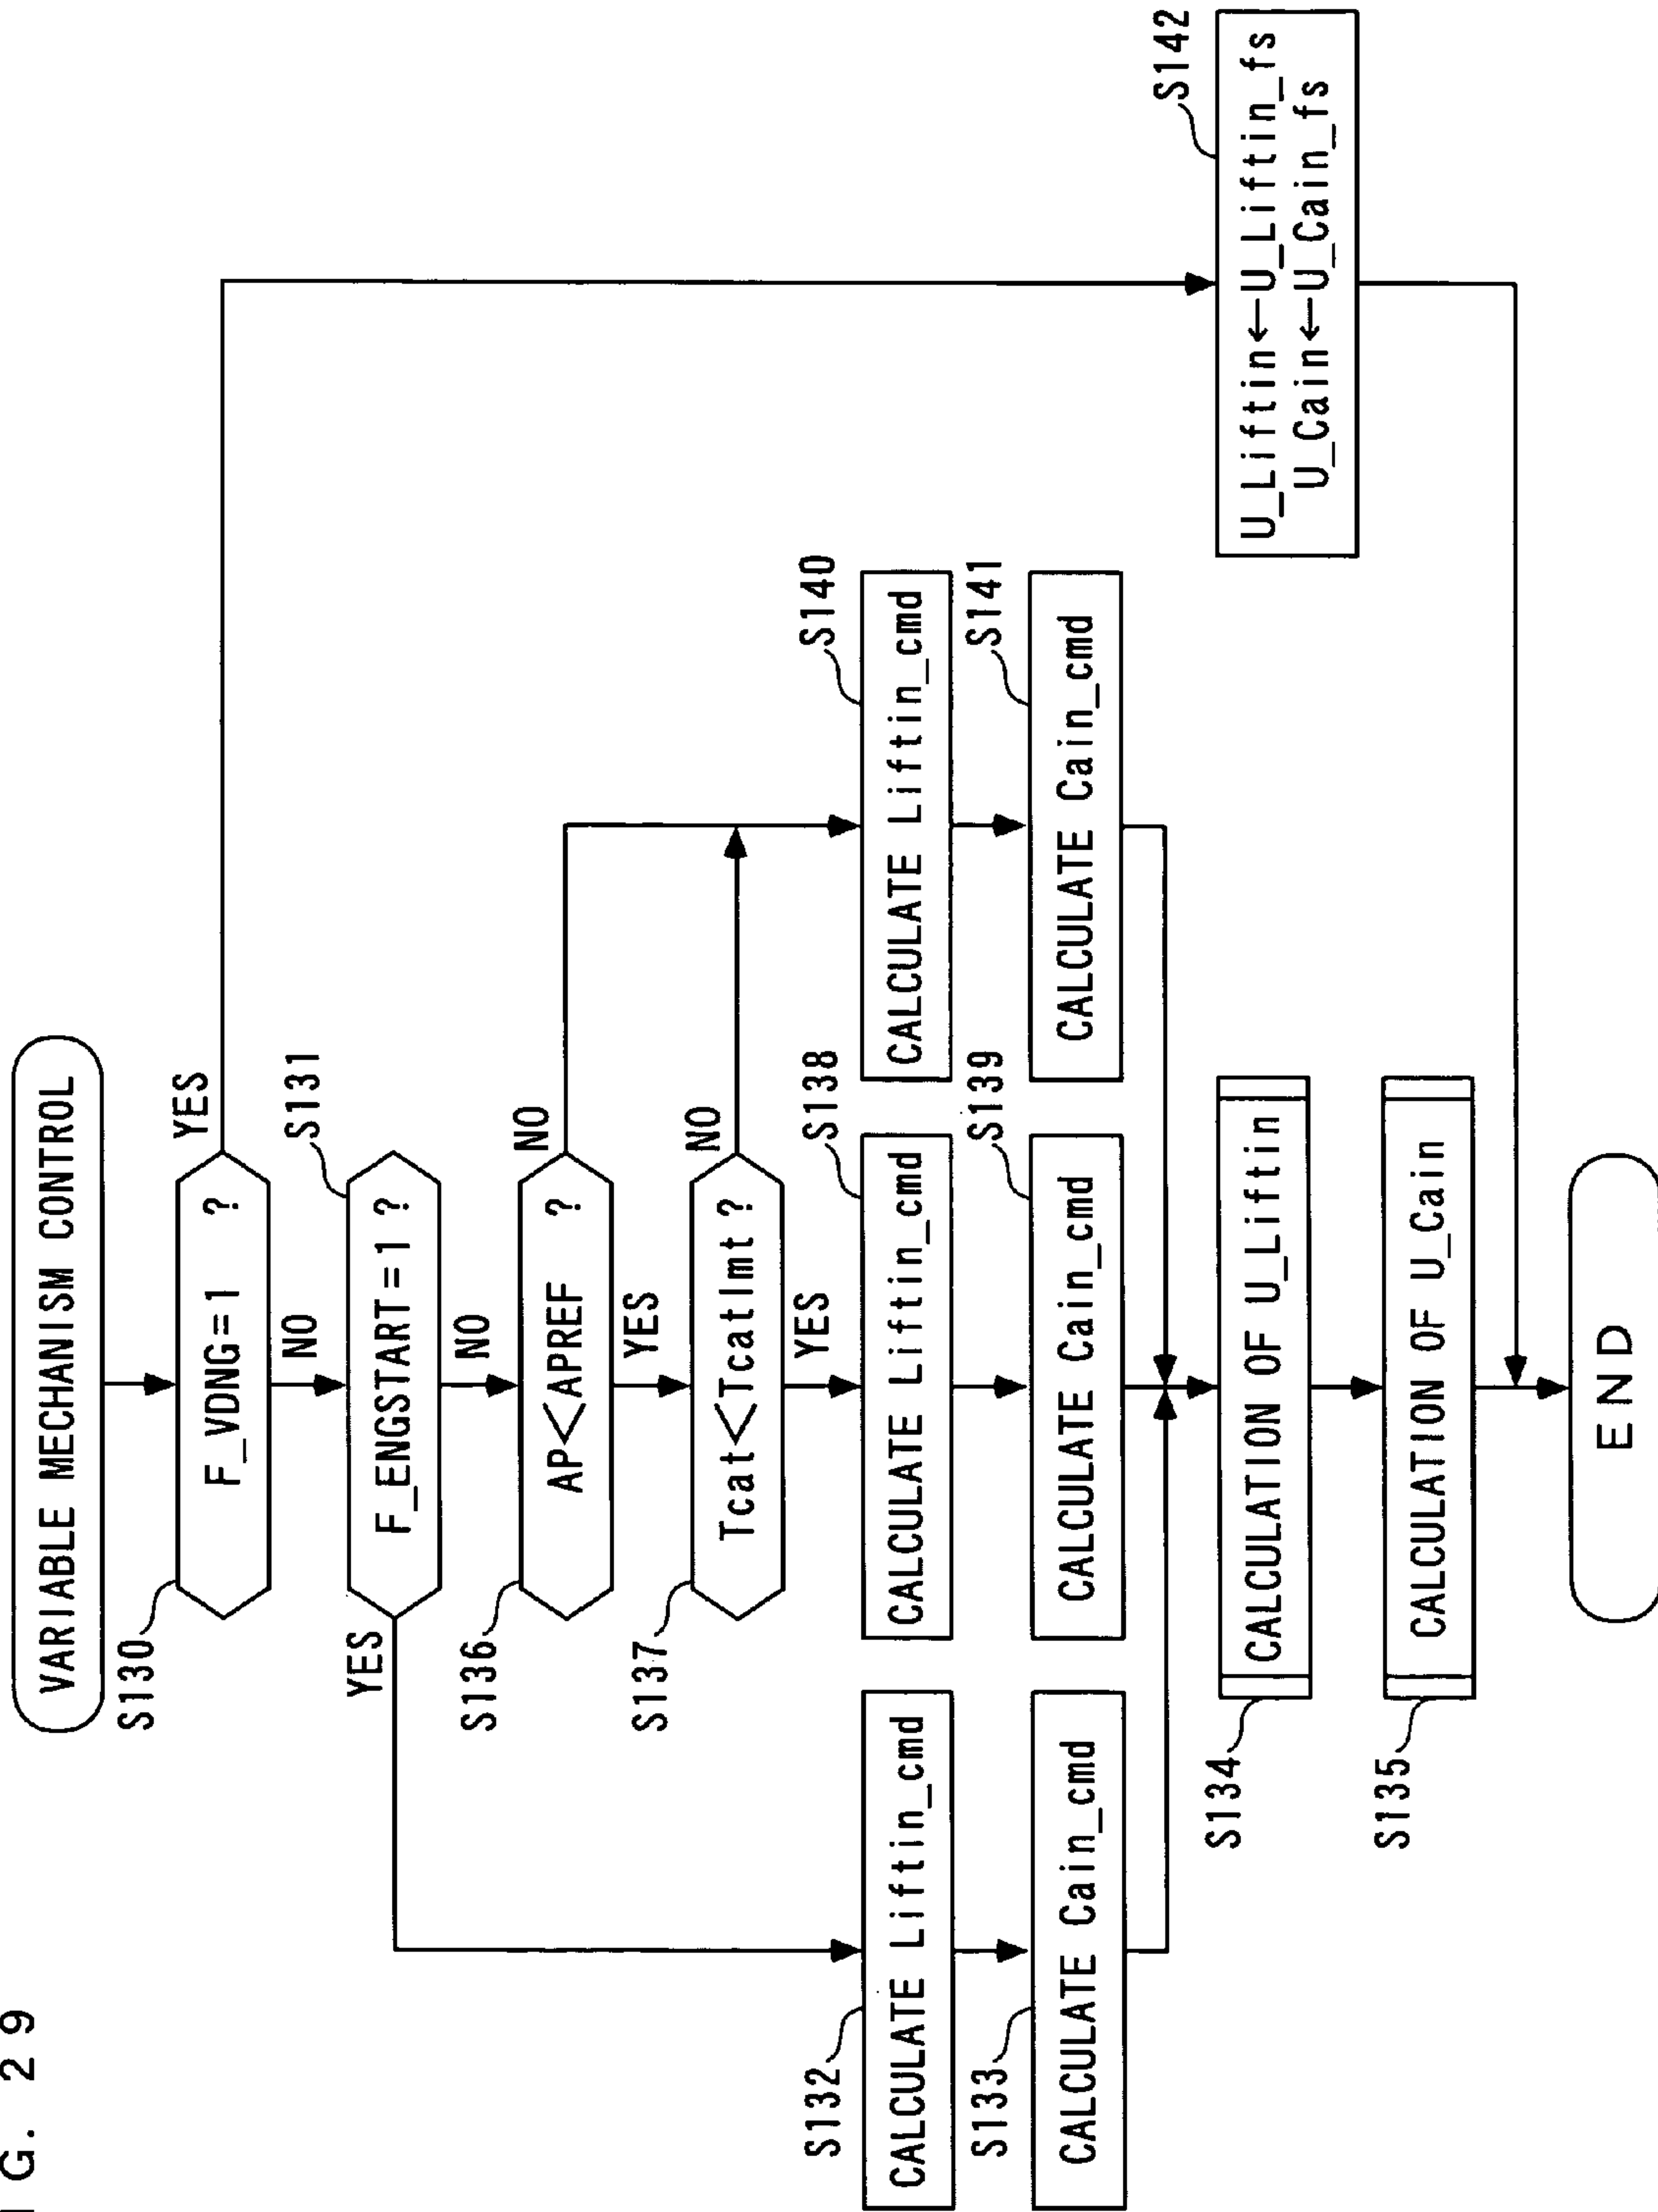 IG. 29
VARIABLE MECHANISM CONTROL
S130
F_VDNG=1 ?
YES
NO
S131
F_ENGSTART=1 ?
YES
NO
S136
AP<APREF ?
NO
YES
S137
Tcat<Tcatlmt ?
NO
YES
S132
CALCULATE Liftin_cmd
S138
CALCULATE Liftin_cmd
S140
CALCULATE Liftin_cmd
S133
CALCULATE Cain_cmd
S139
CALCULATE Cain_cmd
S141
CALCULATE Cain_cmd
S134
CALCULATION OF U_Liftin
S142
U_Liftin←U_Liftin_fs
U_Cain←U_Cain_fs
S135
CALCULATION OF U_Cain
END